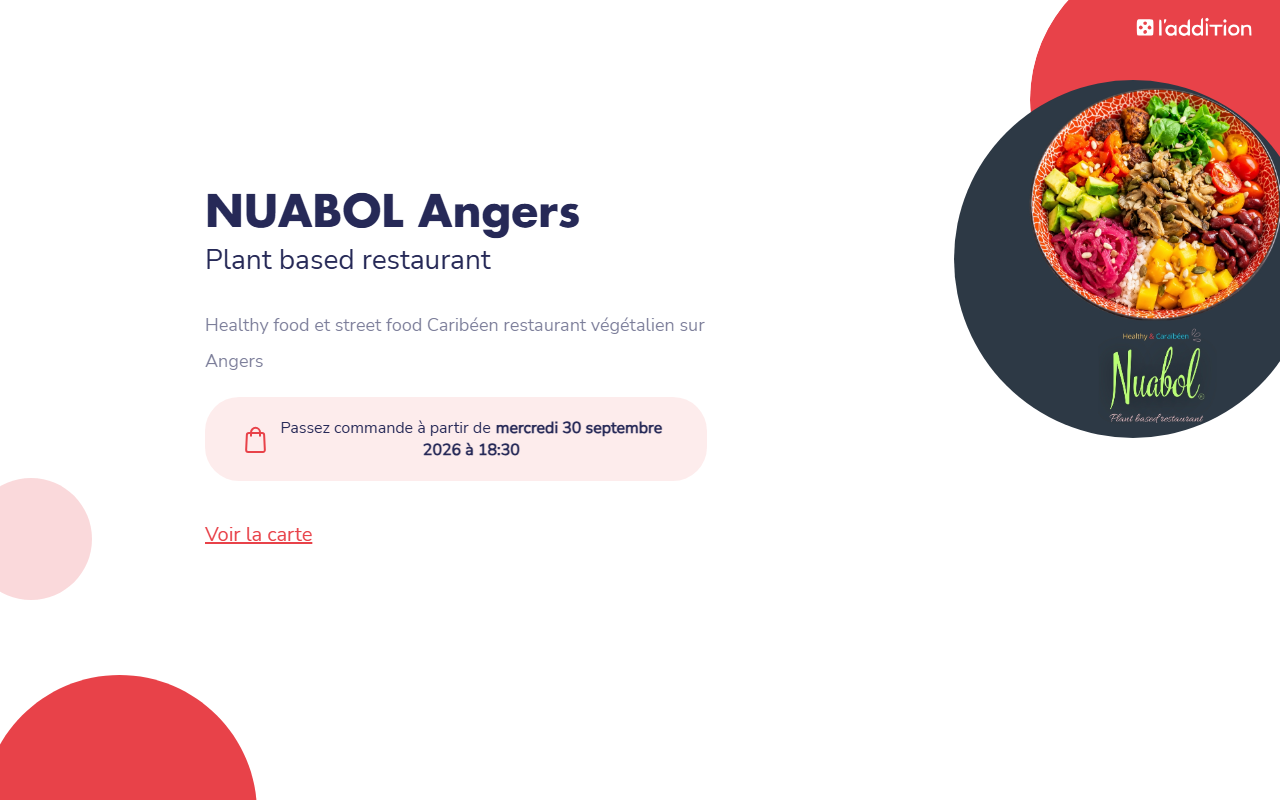 l'addition
NUABOL Angers
Plant based restaurant
Healthy food et street food Caribéen restaurant végétalien sur
Angers
Passez commande à partir de mercredi 30 septembre
2026 à 18:30
Voir la carte
Healthy & Caraibéen
Nuabol
Plant based restaurant